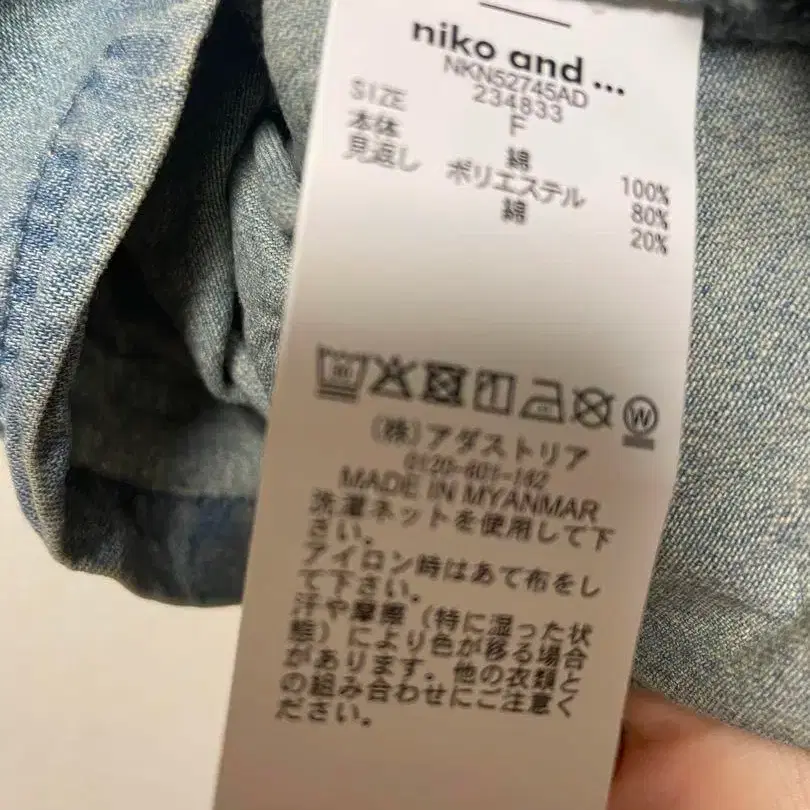 niko and ...
NKN52745AD
234833
SIZE F
本体 綿 100%
見返し ポリエステル 80%
綿 20%
W
(株)アダストリア
0120-601-162
MADE IN MYANMAR
洗濯ネットを使用して下
さい。
アイロン時はあて布をし
て下さい。
汗や摩擦(特に湿った状
態)により色が移る場合
があります。他の衣類と
の組み合わせにご注意く
ださい。